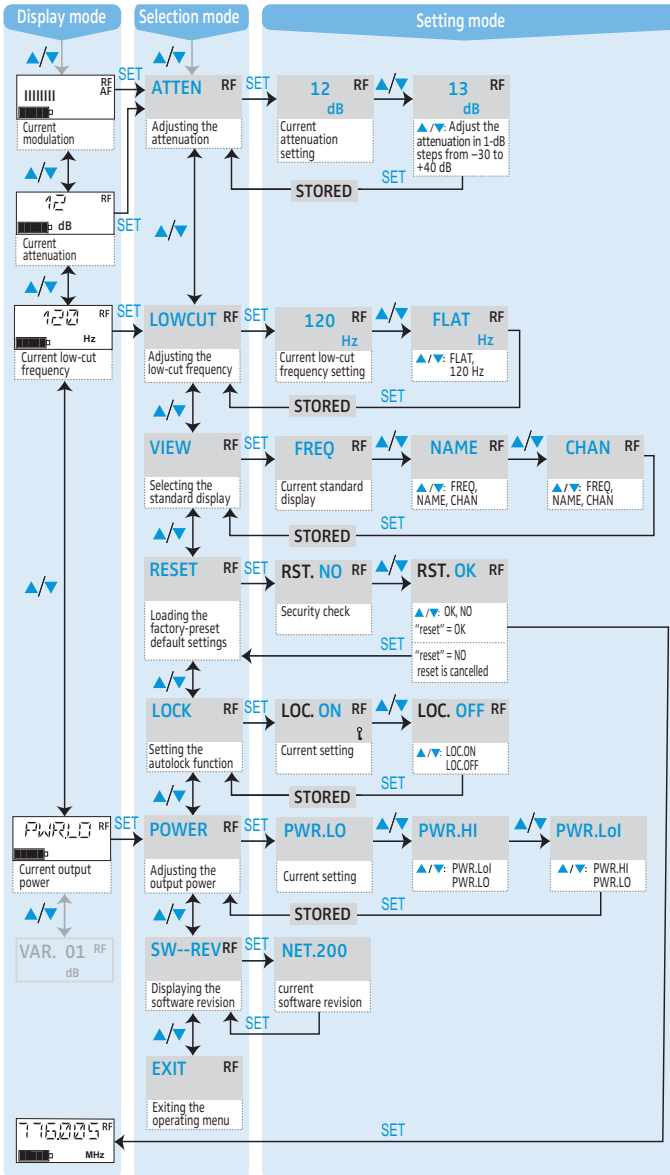 Display mode
Selection mode
Setting mode
▲/▼
▲/▼
SET
RF
AF
Current
modulation
ATTEN RF
Adjusting the
attenuation
SET
12 RF
dB
Current
attenuation
setting
▲/▼
13 RF
dB
▲/▼: Adjust the
attenuation in 1-dB
steps from –30 to
+40 dB
SET
STORED
▲/▼
12 RF
dB
Current
attenuation
SET
▲/▼
▲/▼
120 RF
Hz
Current low-cut
frequency
SET
LOWCUT RF
Adjusting the
low-cut frequency
SET
120 RF
Hz
Current low-cut
frequency setting
▲/▼
FLAT RF
Hz
▲/▼: FLAT,
120 Hz
SET
STORED
▲/▼
VIEW RF
Selecting the
standard display
SET
FREQ RF
Current standard
display
▲/▼
NAME RF
▲/▼: FREQ,
NAME, CHAN
▲/▼
CHAN RF
▲/▼: FREQ,
NAME, CHAN
SET
STORED
▲/▼
▲/▼
RESET RF
Loading the
factory-preset
default settings
SET
RST. NO RF
Security check
▲/▼
RST. OK RF
▲/▼: OK, NO
“reset” = OK
“reset” = NO
reset is cancelled
SET
▲/▼
LOCK RF
Setting the
autolock function
SET
LOC. ON RF
Current setting
▲/▼
LOC. OFF RF
▲/▼: LOC.ON
LOC.OFF
SET
STORED
▲/▼
PWR.LO RF
Current output
power
SET
POWER RF
Adjusting the
output power
SET
PWR.LO
Current setting
▲/▼
PWR.HI
▲/▼: PWR.LoI
PWR.LO
▲/▼
PWR.LoI
▲/▼: PWR.HI
PWR.LO
SET
STORED
▲/▼
▲/▼
VAR. 01 RF
dB
SW--REV RF
Displaying the
software revision
SET
NET.200
current
software revision
SET
▲/▼
EXIT RF
Exiting the
operating menu
776.005 RF
MHz
SET